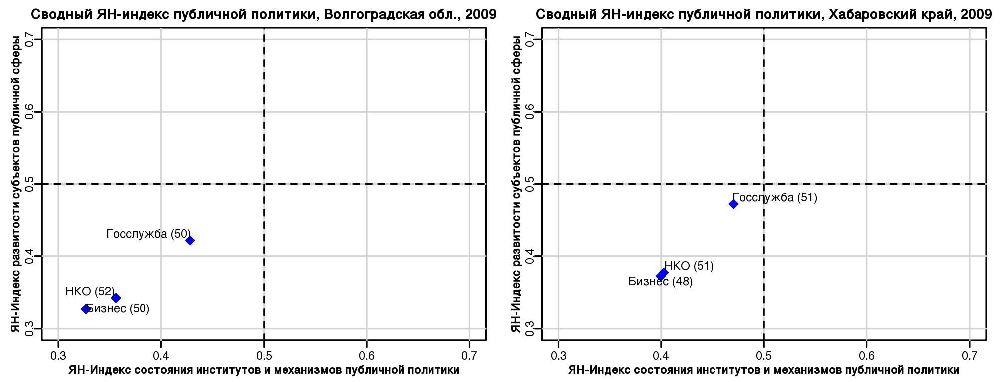 Сводный ЯН-индекс публичной политики, Волгоградская обл., 2009
ЯН-Индекс развитости субъектов публичной сферы
0.7
0.6
0.5
0.4
0.3
Госслужба (50)
НКО (52)
Бизнес (50)
0.3 0.4 0.5 0.6 0.7
ЯН-Индекс состояния институтов и механизмов публичной политики
Сводный ЯН-индекс публичной политики, Хабаровский край, 2009
ЯН-Индекс развитости субъектов публичной сферы
0.7
0.6
0.5
0.4
0.3
Госслужба (51)
НКО (51)
Бизнес (48)
0.3 0.4 0.5 0.6 0.7
ЯН-Индекс состояния институтов и механизмов публичной политики